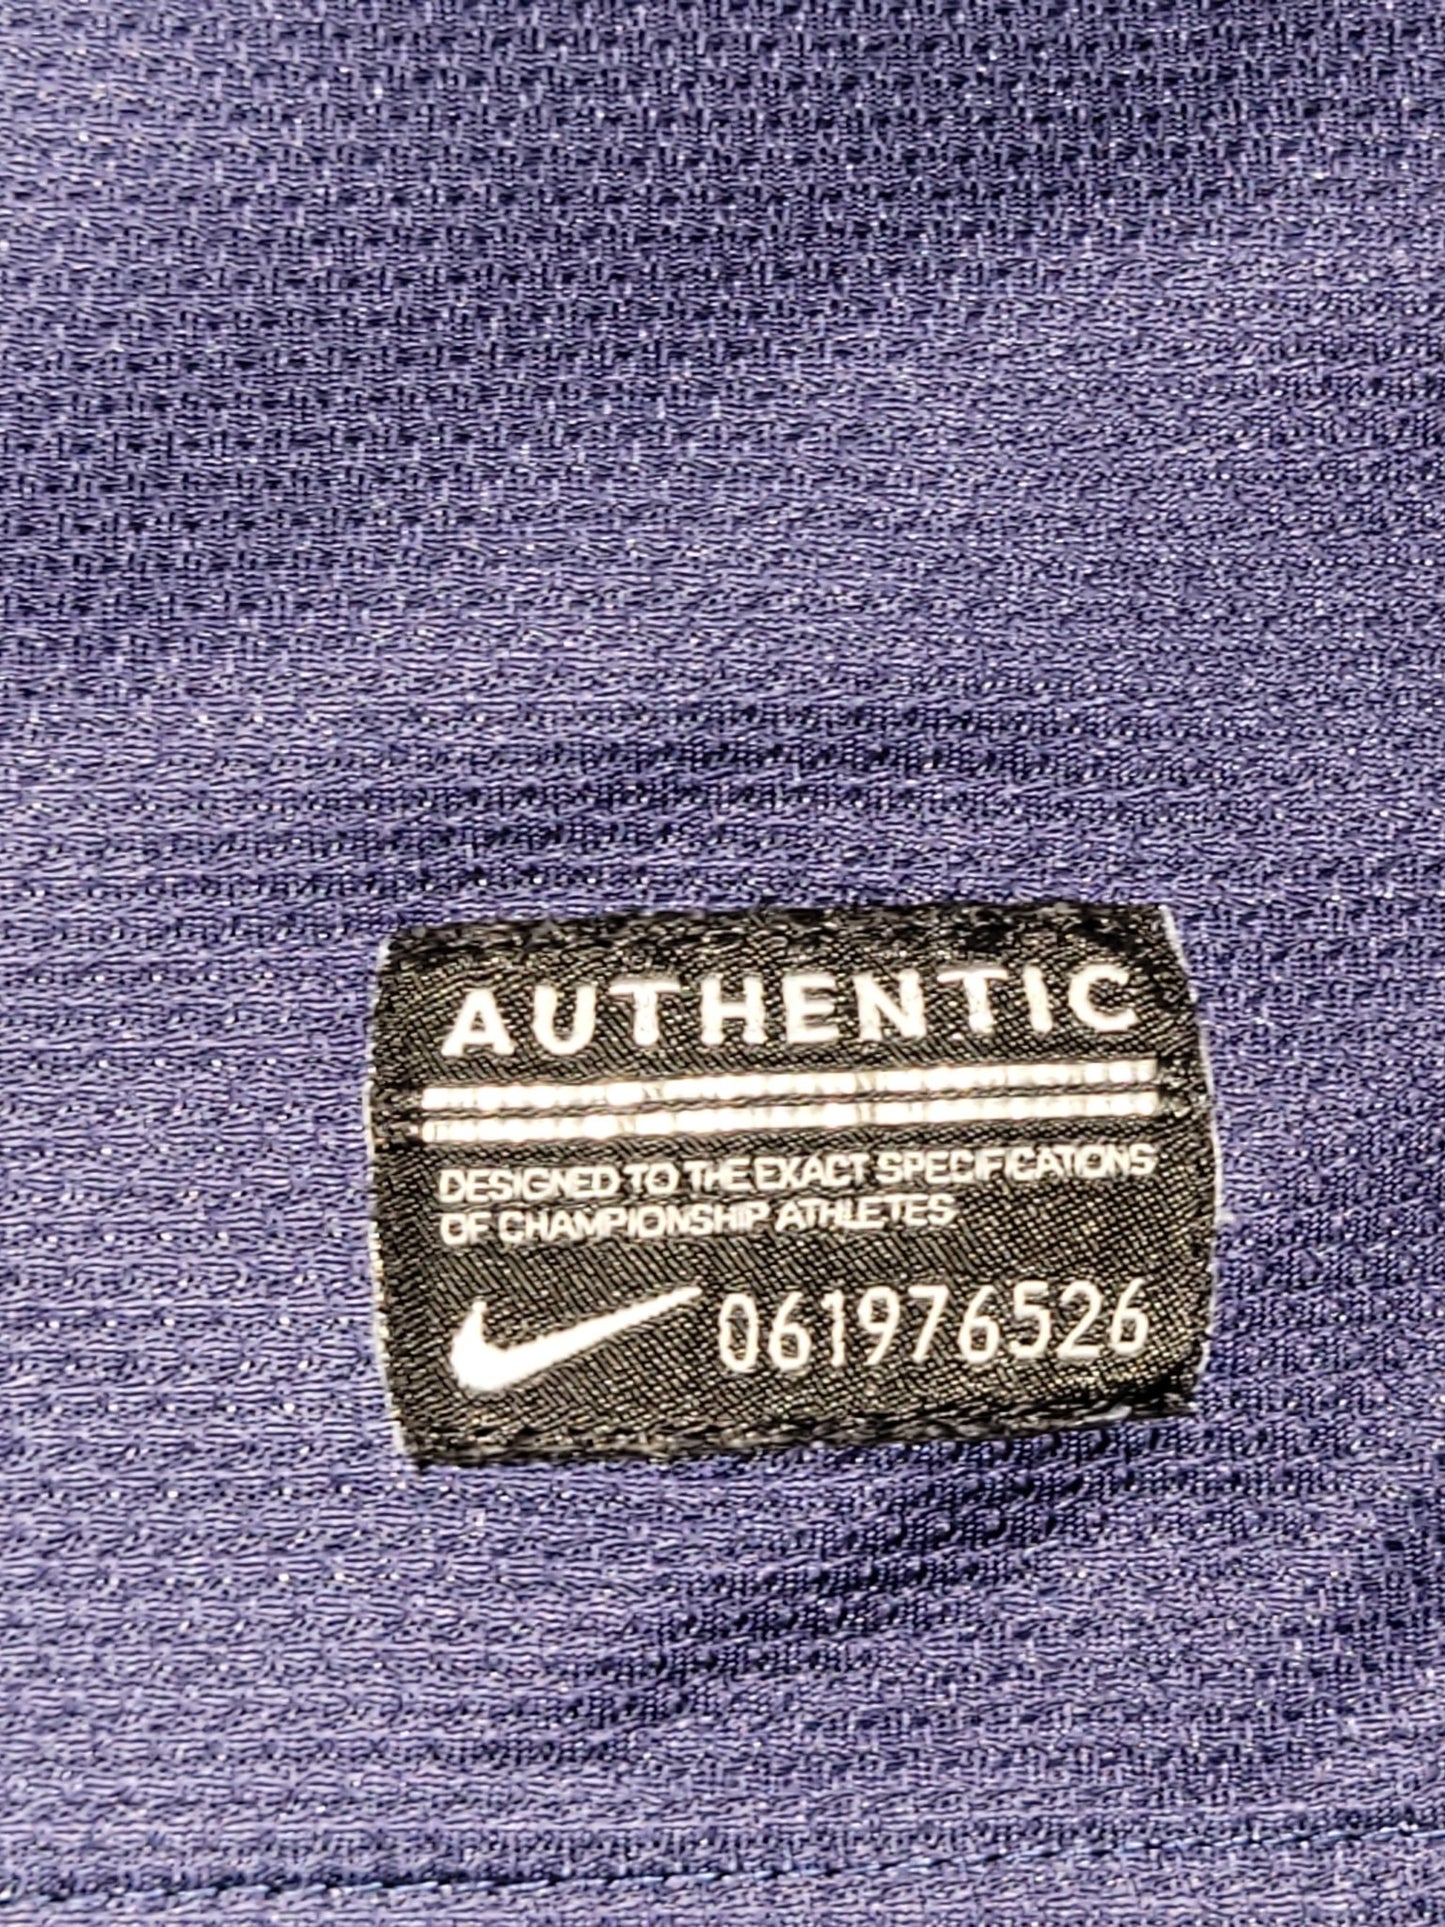 AUTHENTIC
DESIGNED TO THE EXACT SPECIFICATIONS
OF CHAMPIONSHIP ATHLETES
061976526